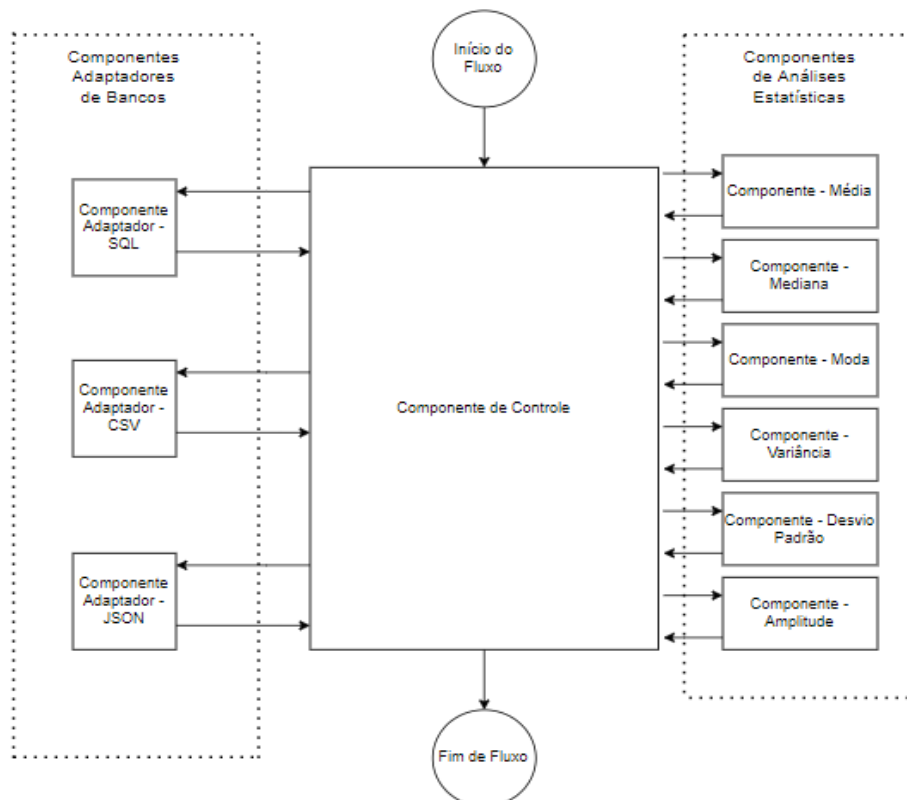 Componentes
Adaptadores
de Bancos
Início do
Fluxo
Componentes
de Análises
Estatísticas
Componente
Adaptador -
SQL
Componente
Adaptador -
CSV
Componente
Adaptador -
JSON
Componente de Controle
Componente - Média
Componente -
Mediana
Componente - Moda
Componente -
Variância
Componente - Desvio
Padrão
Componente -
Amplitude
Fim de Fluxo